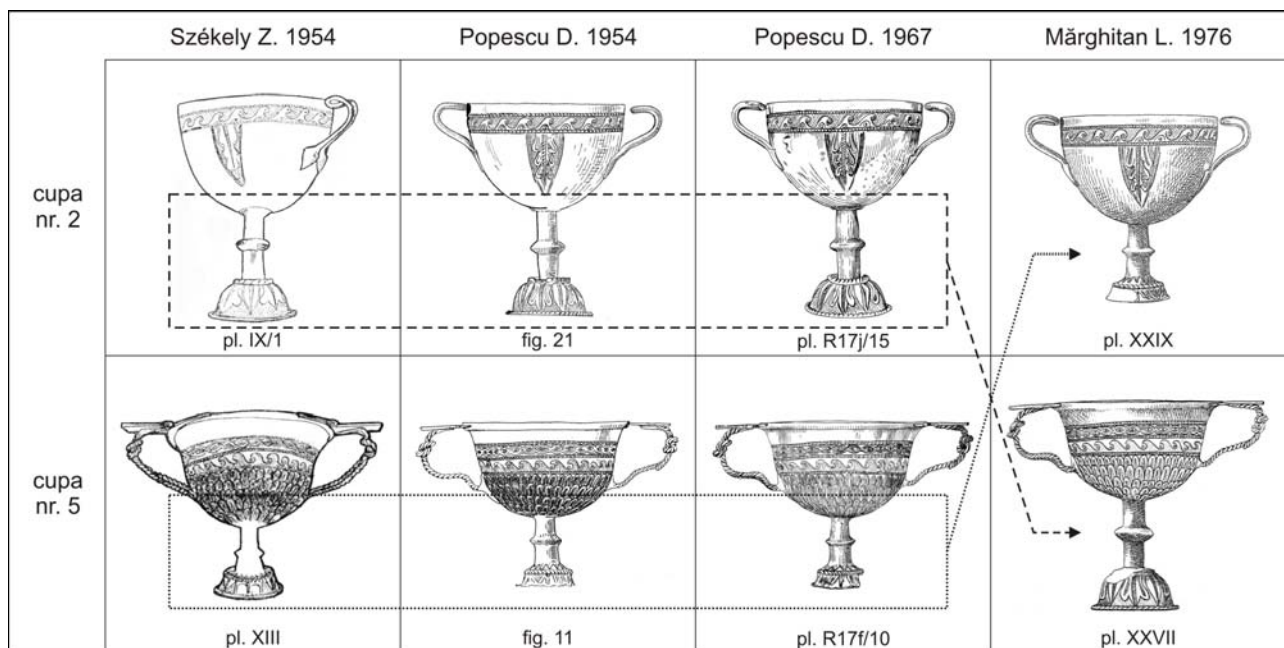 Székely Z. 1954
Popescu D. 1954
Popescu D. 1967
Mărghitan L. 1976
cupa
nr. 2
pl. IX/1
fig. 21
pl. R17j/15
pl. XXIX
cupa
nr. 5
pl. XIII
fig. 11
pl. R17f/10
pl. XXVII